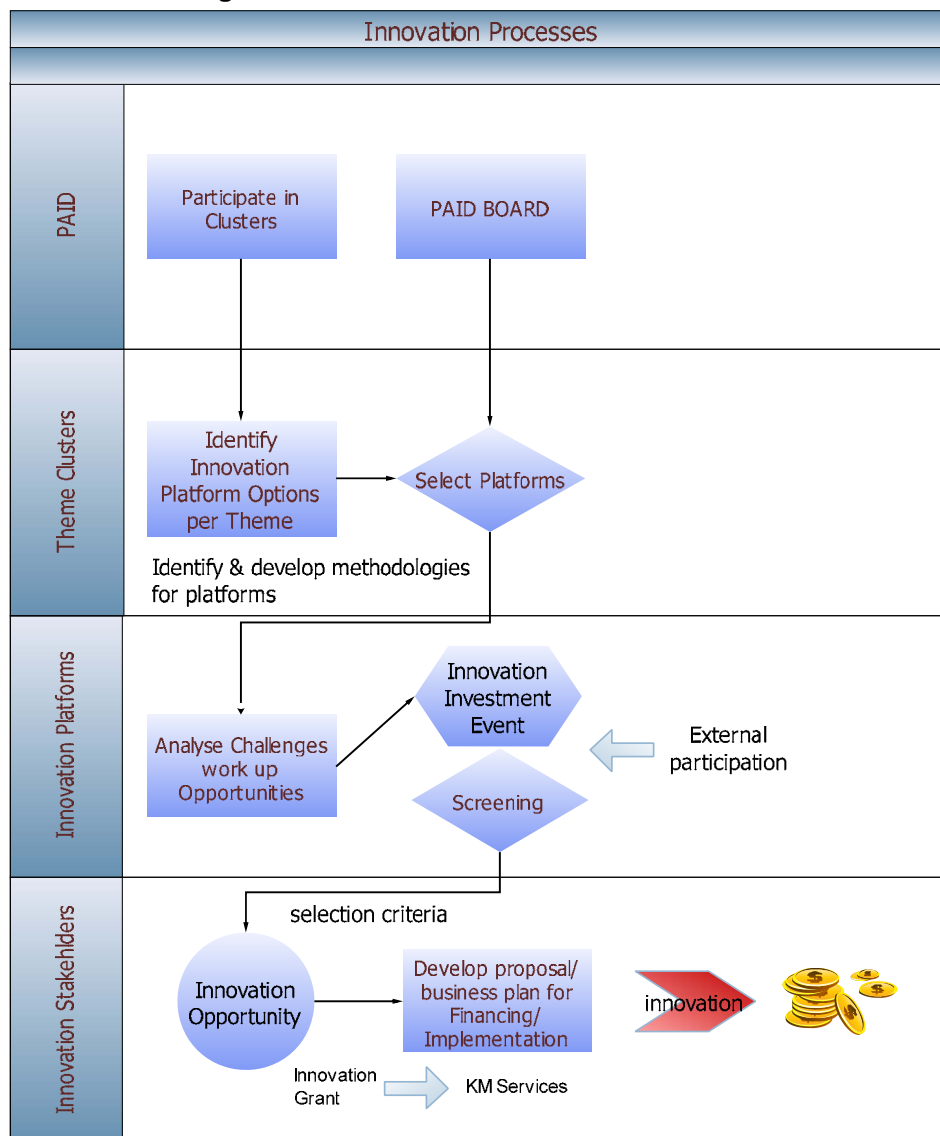 Innovation Processes
PAID
Participate in
Clusters
PAID BOARD
Theme Clusters
Identify
Innovation
Platform Options
per Theme
Select Platforms
Identify & develop methodologies
for platforms
Innovation Platforms
Innovation
Investment
Event
Analyse Challenges
work up
Opportunities
External
participation
Screening
Innovation Stakehlders
selection criteria
Innovation
Opportunity
Develop proposal/
business plan for
Financing/
Implementation
innovation
Innovation
Grant
KM Services